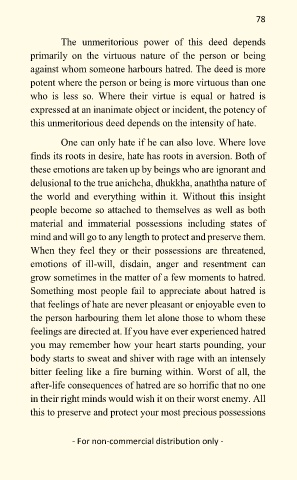 78
The unmeritorious power of this deed depends
primarily on the virtuous nature of the person or being
against whom someone harbours hatred. The deed is more
potent where the person or being is more virtuous than one
who is less so. Where their virtue is equal or hatred is
expressed at an inanimate object or incident, the potency of
this unmeritorious deed depends on the intensity of hate.
One can only hate if he can also love. Where love
finds its roots in desire, hate has roots in aversion. Both of
these emotions are taken up by beings who are ignorant and
delusional to the true anichcha, dhukkha, anaththa nature of
the world and everything within it. Without this insight
people become so attached to themselves as well as both
material and immaterial possessions including states of
mind and will go to any length to protect and preserve them.
When they feel they or their possessions are threatened,
emotions of ill-will, disdain, anger and resentment can
grow sometimes in the matter of a few moments to hatred.
Something most people fail to appreciate about hatred is
that feelings of hate are never pleasant or enjoyable even to
the person harbouring them let alone those to whom these
feelings are directed at. If you have ever experienced hatred
you may remember how your heart starts pounding, your
body starts to sweat and shiver with rage with an intensely
bitter feeling like a fire burning within. Worst of all, the
after-life consequences of hatred are so horrific that no one
in their right minds would wish it on their worst enemy. All
this to preserve and protect your most precious possessions
- For non-commercial distribution only -